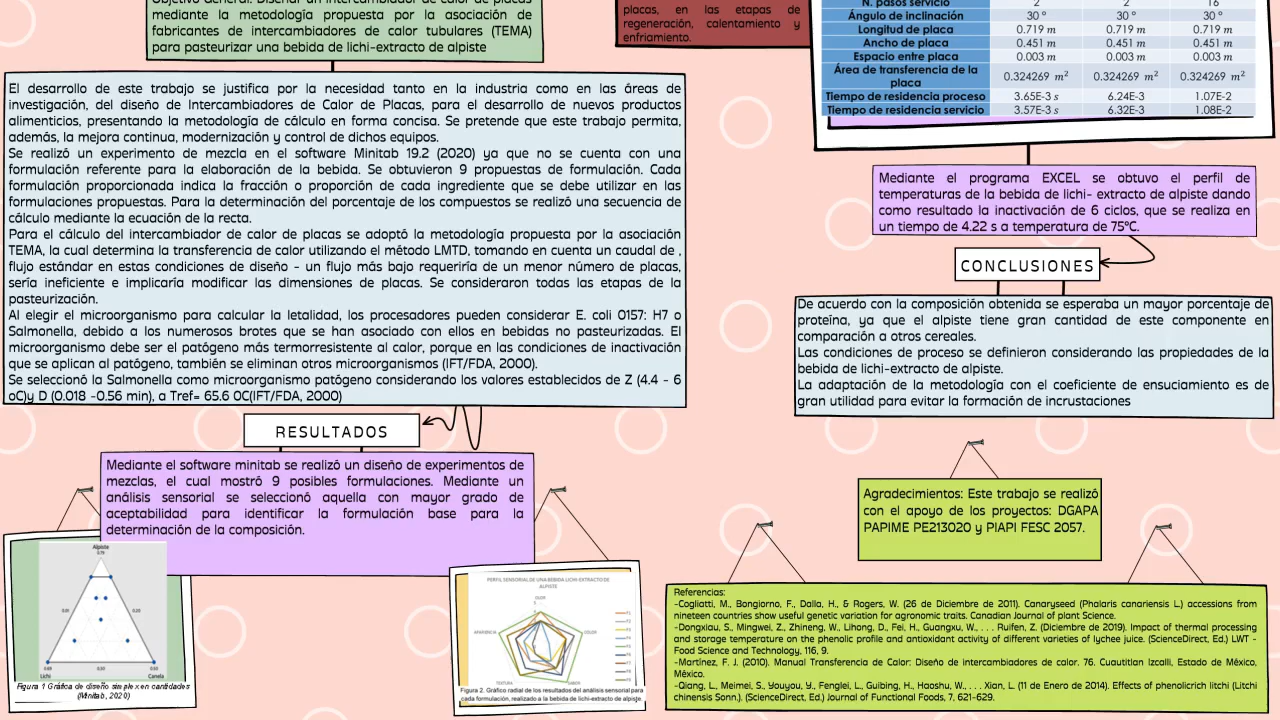 Objetivo General: Diseñar un intercambiador de calor de placas
mediante la metodología propuesta por la asociación de
fabricantes de intercambiadores de calor tubulares (TEMA)
para pasteurizar una bebida de lichi-extracto de alpiste
placas, en las etapas de
regeneración, calentamiento y
enfriamiento.
N. pasos servicio 2 2 16
Ángulo de inclinación 30 º 30 º 30 º
Longitud de placa 0.719 m 0.719 m 0.719 m
Ancho de placa 0.451 m 0.451 m 0.451 m
Espacio entre placa 0.003 m 0.003 m 0.003 m
Área de transferencia de la
placa 0.324269 m² 0.324269 m² 0.324269 m²
Tiempo de residencia proceso 3.65E-3 s 6.24E-3 1.07E-2
Tiempo de residencia servicio 3.57E-3 s 6.32E-3 1.08E-2
El desarrollo de este trabajo se justifica por la necesidad tanto en la industria como en las áreas de
investigación, del diseño de Intercambiadores de Calor de Placas, para el desarrollo de nuevos productos
alimenticios, presentando la metodología de cálculo en forma concisa. Se pretende que este trabajo permita,
además, la mejora continua, modernización y control de dichos equipos.
Se realizó un experimento de mezcla en el software Minitab 19.2 (2020) ya que no se cuenta con una
formulación referente para la elaboración de la bebida. Se obtuvieron 9 propuestas de formulación. Cada
formulación proporcionada indica la fracción o proporción de cada ingrediente que se debe utilizar en las
formulaciones propuestas. Para la determinación del porcentaje de los compuestos se realizó una secuencia de
cálculo mediante la ecuación de la recta.
Para el cálculo del intercambiador de calor de placas se adoptó la metodología propuesta por la asociación
TEMA, la cual determina la transferencia de calor utilizando el método LMTD, tomando en cuenta un caudal de ,
flujo estándar en estas condiciones de diseño - un flujo más bajo requeriría de un menor número de placas,
sería ineficiente e implicaría modificar las dimensiones de placas. Se consideraron todas las etapas de la
pasteurización.
Al elegir el microorganismo para calcular la letalidad, los procesadores pueden considerar E. coli O157: H7 o
Salmonella, debido a los numerosos brotes que se han asociado con ellos en bebidas no pasteurizadas. El
microorganismo debe ser el patógeno más termorresistente al calor, porque en las condiciones de inactivación
que se aplican al patógeno, también se eliminan otros microorganismos (IFT/FDA, 2000).
Se seleccionó la Salmonella como microorganismo patógeno considerando los valores establecidos de Z (4.4 - 6
oC)y D (0.018 -0.56 min), a Tref= 65.6 0C(IFT/FDA, 2000)
Mediante el programa EXCEL se obtuvo el perfil de
temperaturas de la bebida de lichi- extracto de alpiste dando
como resultado la inactivación de 6 ciclos, que se realiza en
un tiempo de 4.22 s a temperatura de 75°C.
CONCLUSIONES
De acuerdo con la composición obtenida se esperaba un mayor porcentaje de
proteína, ya que el alpiste tiene gran cantidad de este componente en
comparación a otros cereales.
Las condiciones de proceso se definieron considerando las propiedades de la
bebida de lichi-extracto de alpiste.
La adaptación de la metodología con el coeficiente de ensuciamiento es de
gran utilidad para evitar la formación de incrustaciones
RESULTADOS
Mediante el software minitab se realizó un diseño de experimentos de
mezclas, el cual mostró 9 posibles formulaciones. Mediante un
análisis sensorial se seleccionó aquella con mayor grado de
aceptabilidad para identificar la formulación base para la
determinación de la composición.
Alpiste
Lichi Canela
Figura 1 Gráfica de diseño simplex en cantidades
(Minitab, 2020)
PERFIL SENSORIAL DE UNA BEBIDA LICHI-EXTRACTO DE
ALPISTE
OLOR
APARIENCIA COLOR
TEXTURA SABOR
Figura 2. Gráfico radial de los resultados del análisis sensorial para
cada formulación, realizado a la bebida de lichi-extracto de alpiste.
Agradecimientos: Este trabajo se realizó
con el apoyo de los proyectos: DGAPA
PAPIME PE213020 y PIAPI FESC 2057.
Referencias:
-Cogliatti, M., Bongiorno, F., Dalla, H., & Rogers, W. (26 de Diciembre de 2011). Canaryseed (Phalaris canariensis L.) accessions from
nineteen countries show useful genetic variation for agronomic traits. Canadian Journal of Plant Science.
-Dongxiau, S., Mingwei, Z., Zhineng, W., Lihong, D., Fei, H., Guangxu, W., . . . Ruifen, Z. (Diciembre de 2019). Impact of thermal processing
and storage temperature on the phenolic profile and antioxidant activity of different varieties of lychee juice. (ScienceDirect, Ed.) LWT -
Food Science and Technology, 116, 9.
-Martínez, F. J. (2010). Manual Transferencia de Calor: Diseño de intercambiadores de calor. 76. Cuautitlan Izcalli, Estado de México,
México.
-Qiang, L., Meimei, S., Youyou, Y., Fenglei, L., Guibing, H., Haoshu, W., . . . Xian, L. (11 de Enero de 2014). Effects of phenolic-rich litchi (Litchi
chinensis Sonn.). (ScienceDirect, Ed.) Journal of Functional Foods, 7, 621-629.